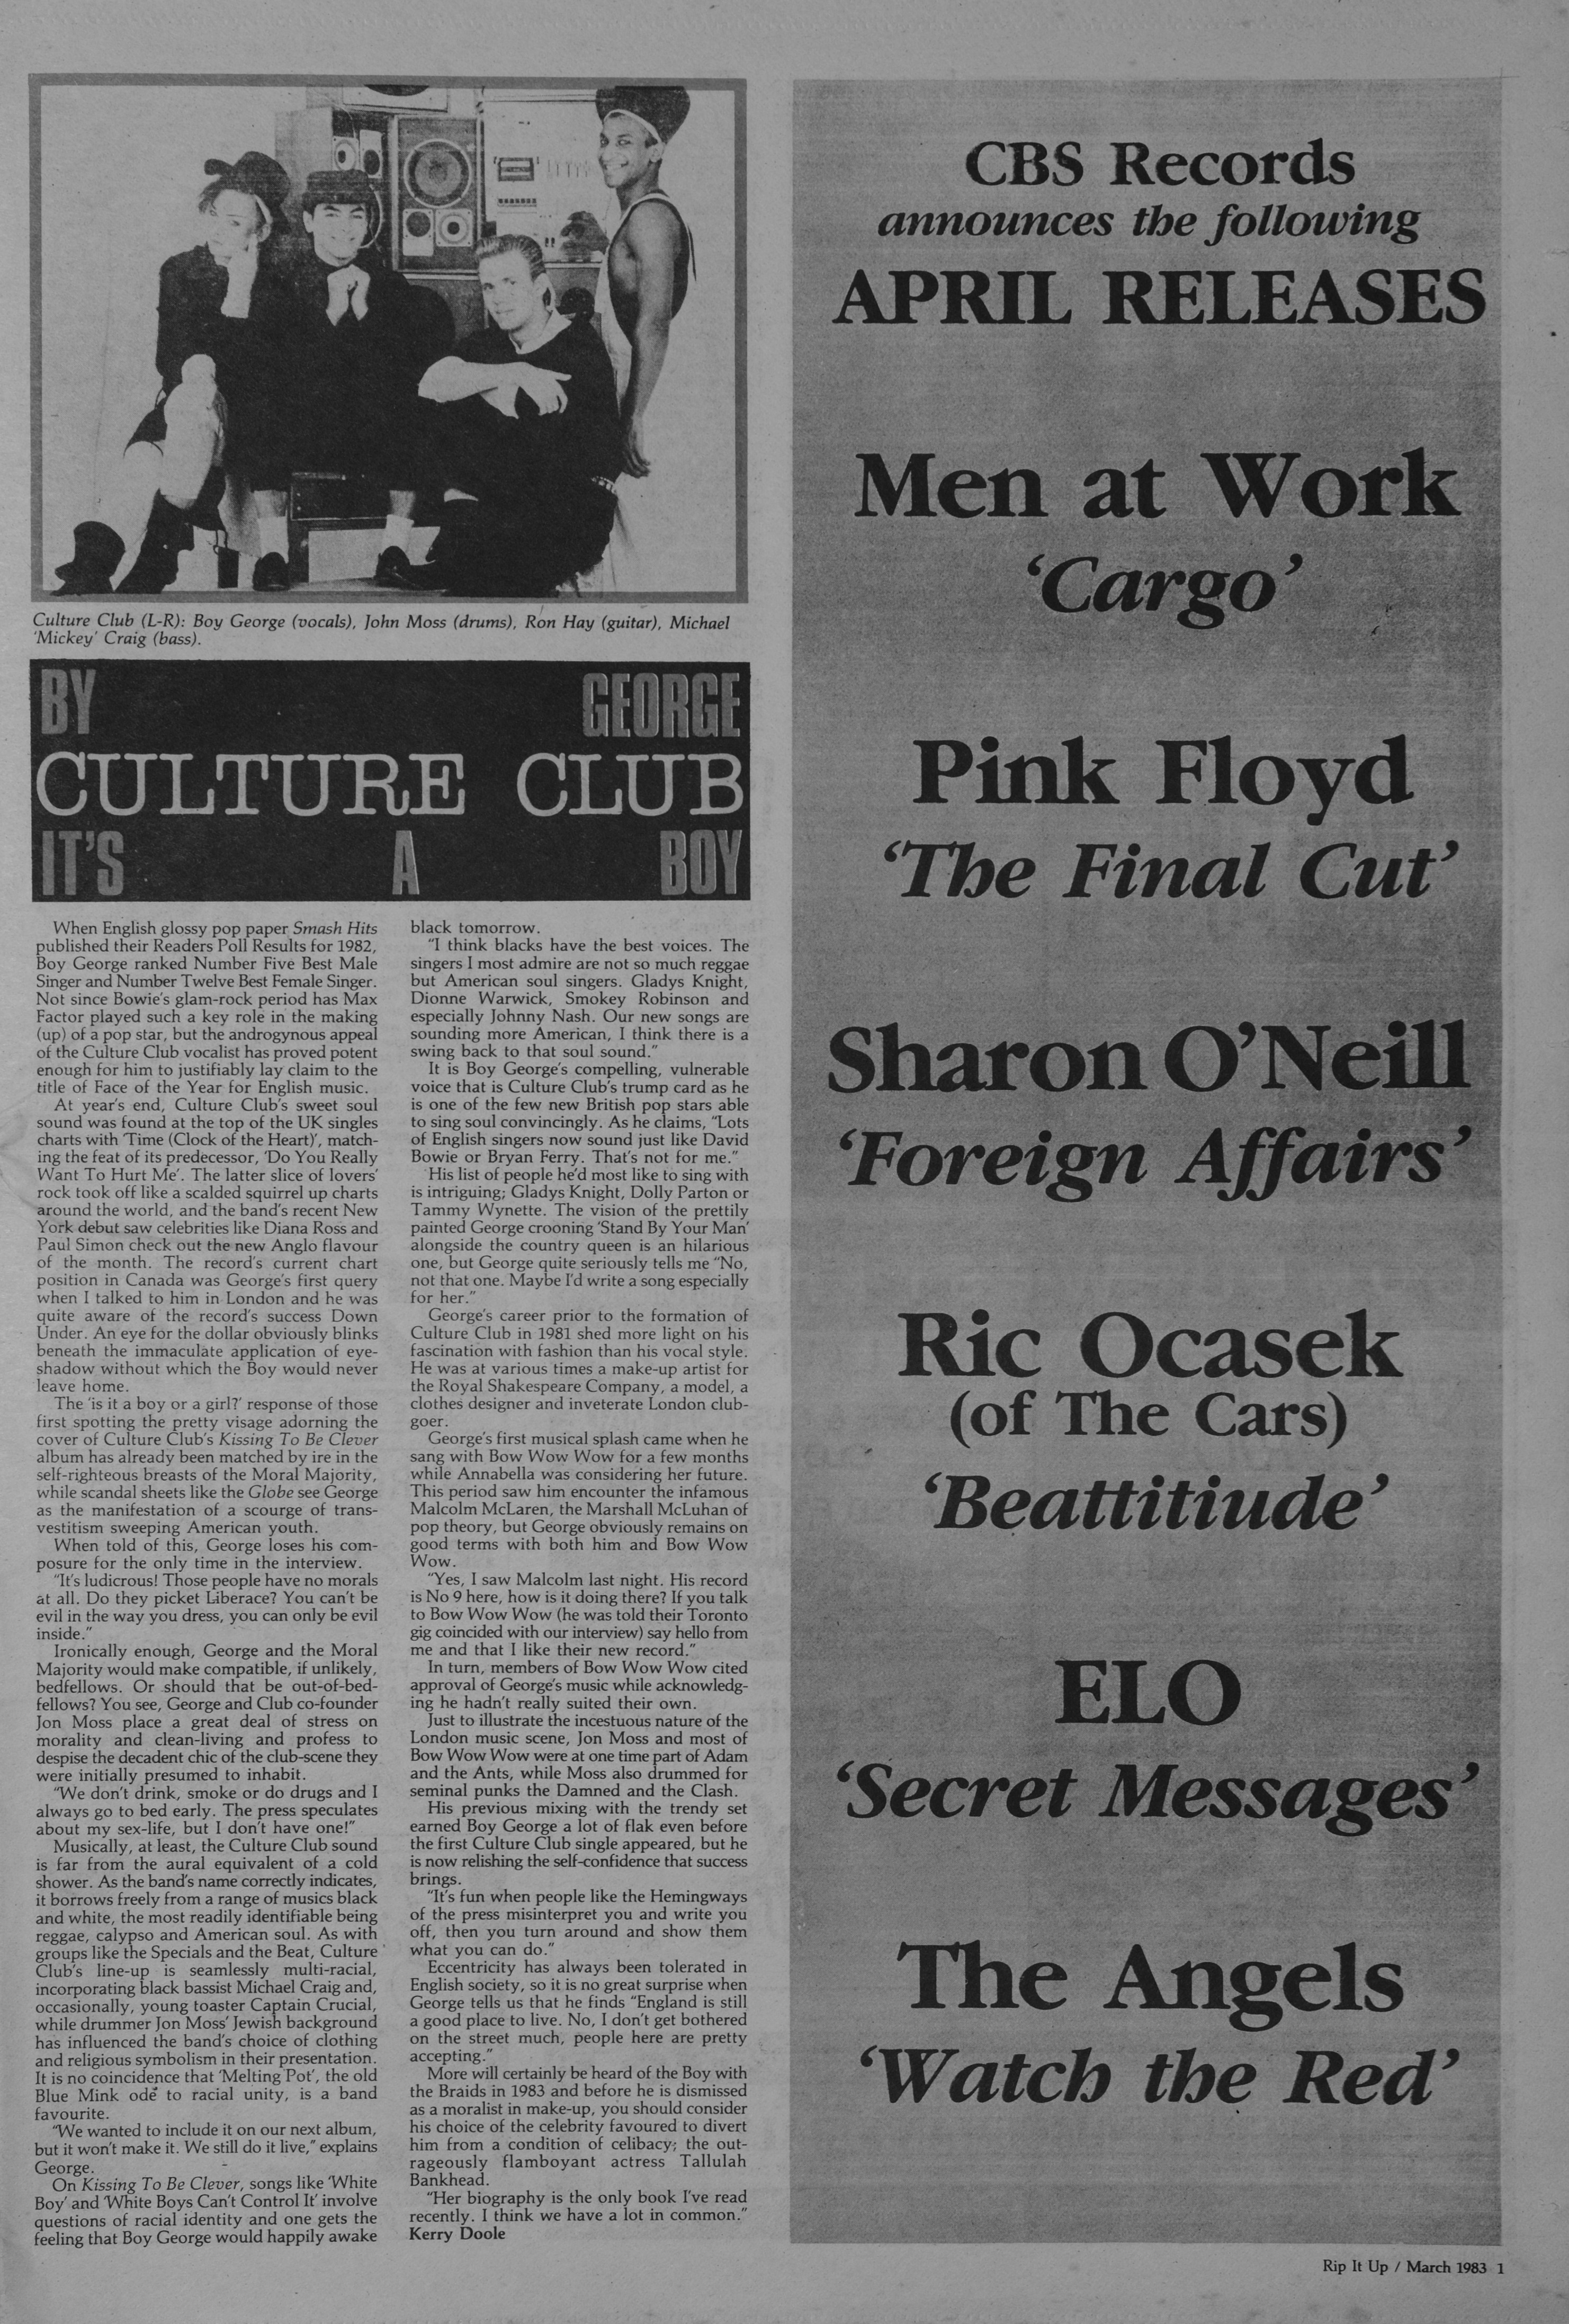 Culture Club (L-R): Boy George (vocals), John Moss (drums), Ron Hay (guitar), Michael
'Mickey' Craig (bass).
BY GEORGE
CULTURE CLUB
IT'S A BOY
When English glossy pop paper Smash Hits
published their Readers Poll Results for 1982,
Boy George ranked Number Five Best Male
Singer and Number Twelve Best Female Singer.
Not since Bowie's glam-rock period has Max
Factor played such a key role in the making
(up) of a pop star, but the androgynous appeal
of the Culture Club vocalist has proved potent
enough for him to justifiably lay claim to the
title of Face of the Year for English music.
At year's end, Culture Club's sweet soul
sound was found at the top of the UK singles
charts with 'Time (Clock of the Heart)', match-
ing the feat of its predecessor, 'Do You Really
Want To Hurt Me'. The latter slice of lovers'
rock took off like a scalded squirrel up charts
around the world, and the band's recent New
York debut saw celebrities like Diana Ross and
Paul Simon check out the new Anglo flavour
of the month. The record's current chart
position in Canada was George's first query
when I talked to him in London and he was
quite aware of the record's success Down
Under. An eye for the dollar obviously blinks
beneath the immaculate application of eye-
shadow without which the Boy would never
leave home.
The 'is it a boy or a girl?' response of those
first spotting the pretty visage adorning the
cover of Culture Club's Kissing To Be Clever
album has already been matched by ire in the
self-righteous breasts of the Moral Majority,
while scandal sheets like the Globe see George
as the manifestation of a scourge of trans-
vestitism sweeping American youth.
When told of this, George loses his com-
posure for the only time in the interview.
"It's ludicrous! Those people have no morals
at all. Do they picket Liberace? You can't be
evil in the way you dress, you can only be evil
inside."
Ironically enough, George and the Moral
Majority would make compatible, if unlikely,
bedfellows. Or should that be out-of-bed-
fellows? You see, George and Club co-founder
Jon Moss place a great deal of stress on
morality and clean-living and profess to
despise the decadent chic of the club-scene they
were initially presumed to inhabit.
"We don't drink, smoke or do drugs and I
always go to bed early. The press speculates
about my sex-life, but I don't have one!"
Musically, at least, the Culture Club sound
is far from the aural equivalent of a cold
shower. As the band's name correctly indicates,
it borrows freely from a range of musics black
and white, the most readily identifiable being
reggae, calypso and American soul. As with
groups like the Specials and the Beat, Culture
Club's line-up is seamlessly multi-racial,
incorporating black bassist Michael Craig and,
occasionally, young toaster Captain Crucial,
while drummer Jon Moss' Jewish background
has influenced the band's choice of clothing
and religious symbolism in their presentation.
It is no coincidence that 'Melting Pot', the old
Blue Mink ode to racial unity, is a band
favourite.
"We wanted to include it on our next album,
but it won't make it. We still do it live," explains
George.
On Kissing To Be Clever, songs like 'White
Boy' and 'White Boys Can't Control It' involve
questions of racial identity and one gets the
feeling that Boy George would happily awake
black tomorrow.
"I think blacks have the best voices. The
singers I most admire are not so much reggae
but American soul singers. Gladys Knight,
Dionne Warwick, Smokey Robinson and
especially Johnny Nash. Our new songs are
sounding more American, I think there is a
swing back to that soul sound."
It is Boy George's compelling, vulnerable
voice that is Culture Club's trump card as he
is one of the few new British pop stars able
to sing soul convincingly. As he claims, "Lots
of English singers now sound just like David
Bowie or Bryan Ferry. That's not for me."
His list of people he'd most like to sing with
is intriguing; Gladys Knight, Dolly Parton or
Tammy Wynette. The vision of the prettily
painted George crooning 'Stand By Your Man'
alongside the country queen is an hilarious
one, but George quite seriously tells me "No,
not that one. Maybe I'd write a song especially
for her."
George's career prior to the formation of
Culture Club in 1981 shed more light on his
fascination with fashion than his vocal style.
He was at various times a make-up artist for
the Royal Shakespeare Company, a model, a
clothes designer and inveterate London club-
goer.
George's first musical splash came when he
sang with Bow Wow Wow for a few months
while Annabella was considering her future.
This period saw him encounter the infamous
Malcolm McLaren, the Marshall McLuhan of
pop theory, but George obviously remains on
good terms with both him and Bow Wow
Wow.
"Yes, I saw Malcolm last night. His record
is No 9 here, how is it doing there? If you talk
to Bow Wow Wow (he was told their Toronto
gig coincided with our interview) say hello from
me and that I like their new record."
In turn, members of Bow Wow Wow cited
approval of George's music while acknowledg-
ing he hadn't really suited their own.
Just to illustrate the incestuous nature of the
London music scene, Jon Moss and most of
Bow Wow Wow were at one time part of Adam
and the Ants, while Moss also drummed for
seminal punks the Damned and the Clash.
His previous mixing with the trendy set
earned Boy George a lot of flak even before
the first Culture Club single appeared, but he
is now relishing the self-confidence that success
brings.
"It's fun when people like the Hemingways
of the press misinterpret you and write you
off, then you turn around and show them
what you can do."
Eccentricity has always been tolerated in
English society, so it is no great surprise when
George tells us that he finds "England is still
a good place to live. No, I don't get bothered
on the street much, people here are pretty
accepting."
More will certainly be heard of the Boy with
the Braids in 1983 and before he is dismissed
as a moralist in make-up, you should consider
his choice of the celebrity favoured to divert
him from a condition of celibacy; the out-
rageously flamboyant actress Tallulah
Bankhead.
"Her biography is the only book I've read
recently. I think we have a lot in common."
Kerry Doole
CBS Records
announces the following
APRIL RELEASES
Men at Work
'Cargo'
Pink Floyd
'The Final Cut'
Sharon O'Neill
'Foreign Affairs'
Ric Ocasek
(of The Cars)
'Beattitiude'
ELO
'Secret Messages'
The Angels
'Watch the Red'
Rip It Up / March 1983 1